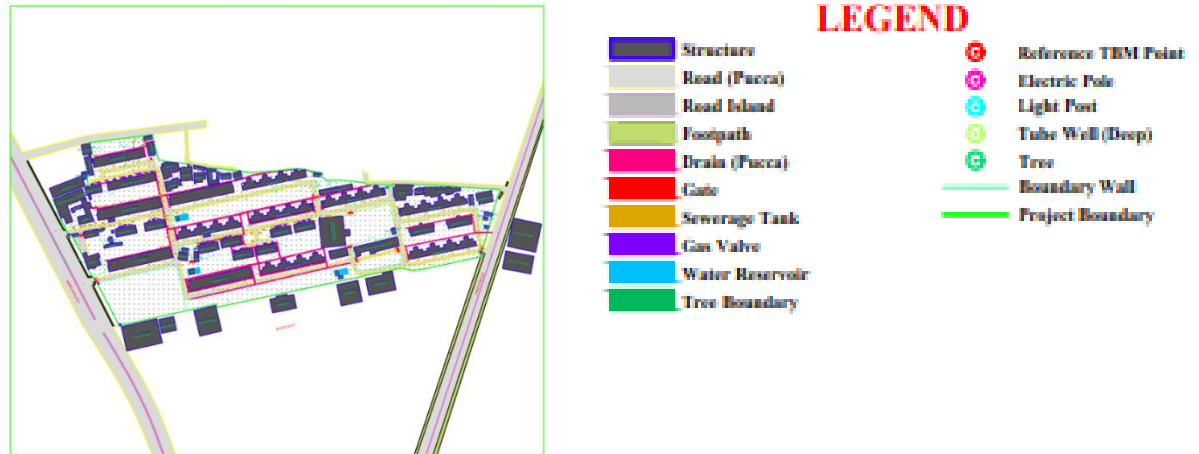 LEGEND
Structure
Road (Pucca)
Road Island
Footpath
Drain (Pucca)
Gate
Sewerage Tank
Gas Valve
Water Reservoir
Tree Boundary
Reference TBM Point
Electric Pole
Light Post
Tube Well (Deep)
Tree
Boundary Wall
Project Boundary